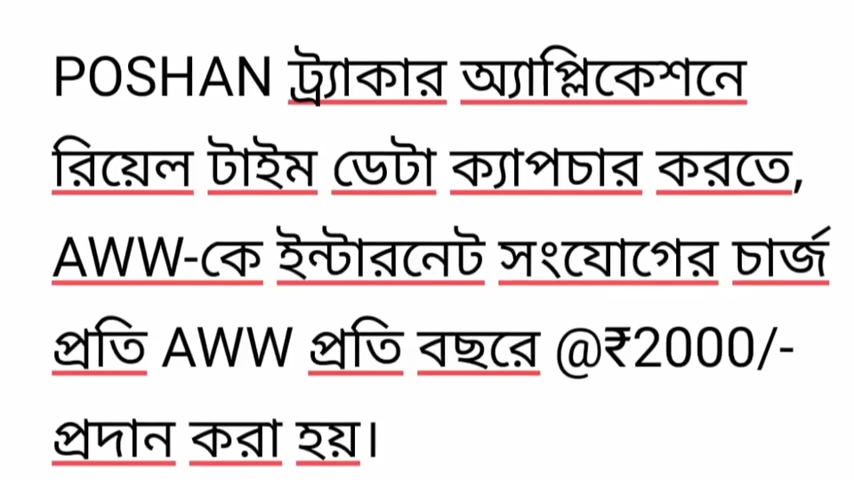 POSHAN ট্র্যাকার অ্যাপ্লিকেশনে
রিয়েল টাইম ডেটা ক্যাপচার করতে,
AWW-কে ইন্টারনেট সংযোগের চার্জ
প্রতি AWW প্রতি বছরে @₹2000/-
প্রদান করা হয়।